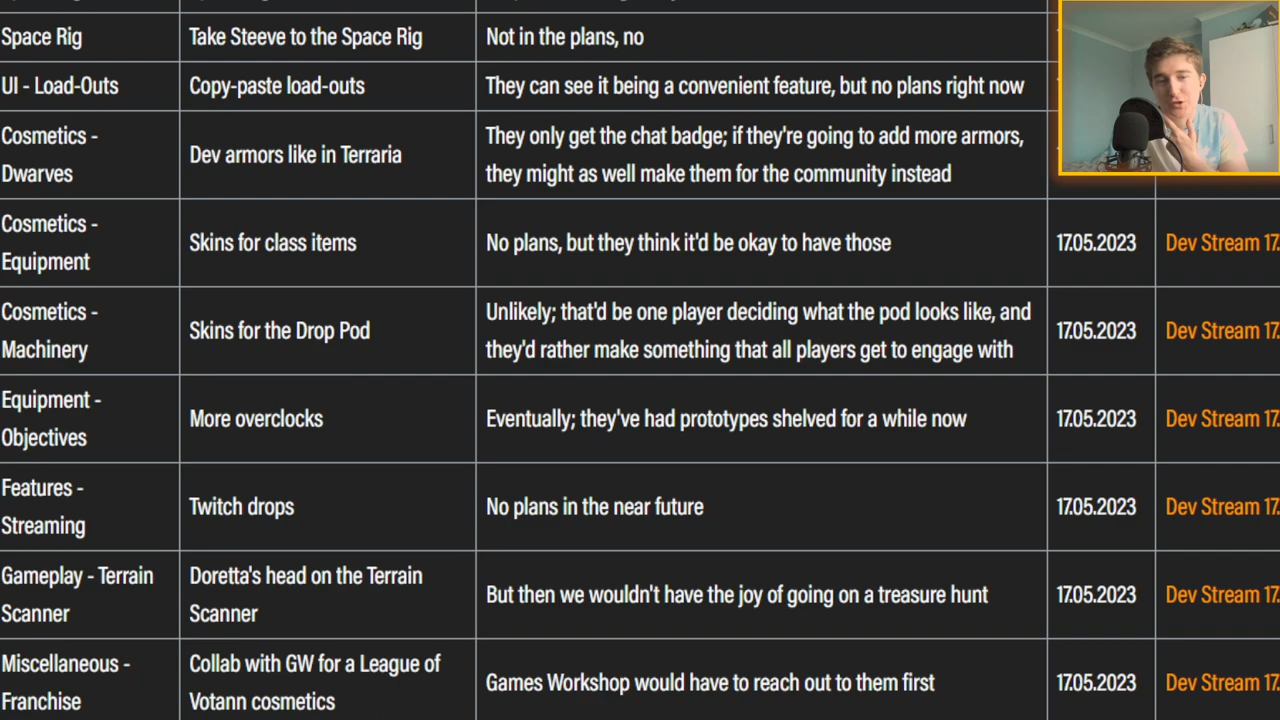 Space Rig
Take Steeve to the Space Rig
Not in the plans, no
UI - Load-Outs
Copy-paste load-outs
They can see it being a convenient feature, but no plans right now
Cosmetics -
Dwarves
Dev armors like in Terraria
They only get the chat badge; if they're going to add more armors,
they might as well make them for the community instead
Cosmetics -
Equipment
Skins for class items
No plans, but they think it'd be okay to have those
17.05.2023
Dev Stream 17.
Cosmetics -
Machinery
Skins for the Drop Pod
Unlikely; that'd be one player deciding what the pod looks like, and
they'd rather make something that all players get to engage with
17.05.2023
Dev Stream 17.
Equipment -
Objectives
More overclocks
Eventually; they've had prototypes shelved for a while now
17.05.2023
Dev Stream 17.
Features -
Streaming
Twitch drops
No plans in the near future
17.05.2023
Dev Stream 17.
Gameplay - Terrain
Scanner
Doretta's head on the Terrain
Scanner
But then we wouldn't have the joy of going on a treasure hunt
17.05.2023
Dev Stream 17.
Miscellaneous -
Franchise
Collab with GW for a League of
Votann cosmetics
Games Workshop would have to reach out to them first
17.05.2023
Dev Stream 17.